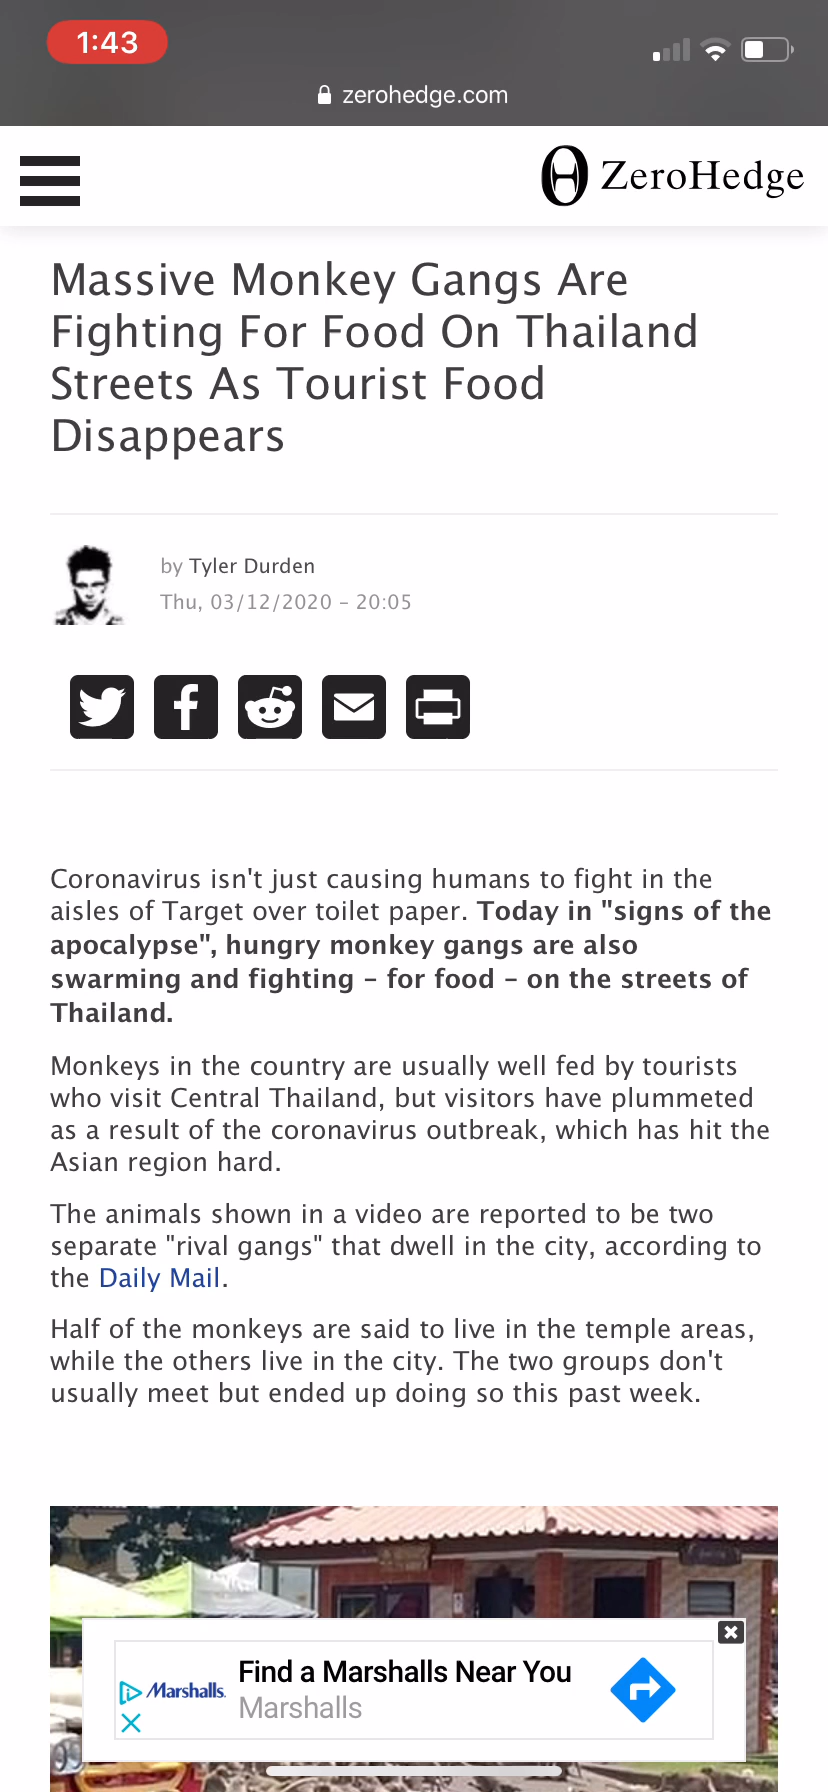 1:43
zerohedge.com
ZeroHedge
Massive Monkey Gangs Are
Fighting For Food On Thailand
Streets As Tourist Food
Disappears
by Tyler Durden
Thu, 03/12/2020 – 20:05
Coronavirus isn't just causing humans to fight in the
aisles of Target over toilet paper. Today in "signs of the
apocalypse", hungry monkey gangs are also
swarming and fighting – for food – on the streets of
Thailand.
Monkeys in the country are usually well fed by tourists
who visit Central Thailand, but visitors have plummeted
as a result of the coronavirus outbreak, which has hit the
Asian region hard.
The animals shown in a video are reported to be two
separate "rival gangs" that dwell in the city, according to
the Daily Mail.
Half of the monkeys are said to live in the temple areas,
while the others live in the city. The two groups don't
usually meet but ended up doing so this past week.
Marshalls.
Find a Marshalls Near You
Marshalls